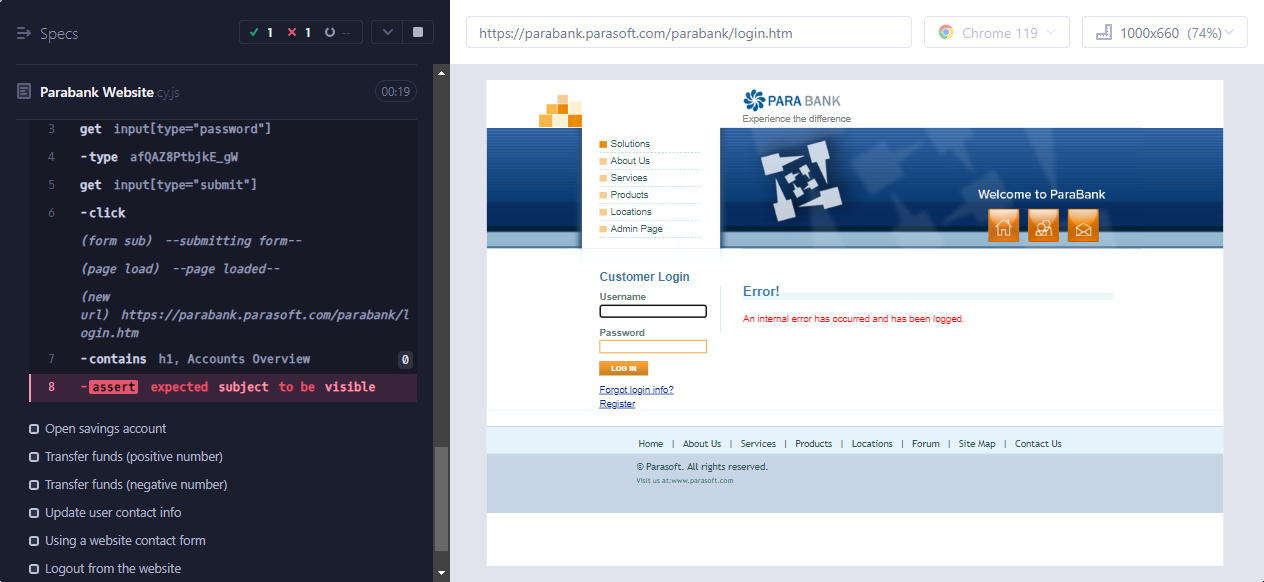 Specs
1
1
--
Parabank Website.cy.js
00:19
3 get input[type="password"]
4 -type afQAZ8PtbjkE_gW
5 get input[type="submit"]
6 -click
(form sub) --submitting form--
(page load) --page loaded--
(new
url) https://parabank.parasoft.com/parabank/l
ogin.htm
7 -contains h1, Accounts Overview 0
8 -assert expected subject to be visible
Open savings account
Transfer funds (positive number)
Transfer funds (negative number)
Update user contact info
Using a website contact form
Logout from the website
https://parabank.parasoft.com/parabank/login.htm
Chrome 119
1000x660 (74%)
PARA BANK
Experience the difference
Solutions
About Us
Services
Products
Locations
Admin Page
Welcome to ParaBank
Customer Login
Username
Password
LOG IN
Forgot login info?
Register
Error!
An internal error has occurred and has been logged.
Home | About Us | Services | Products | Locations | Forum | Site Map | Contact Us
© Parasoft. All rights reserved.
Visit us at:www.parasoft.com